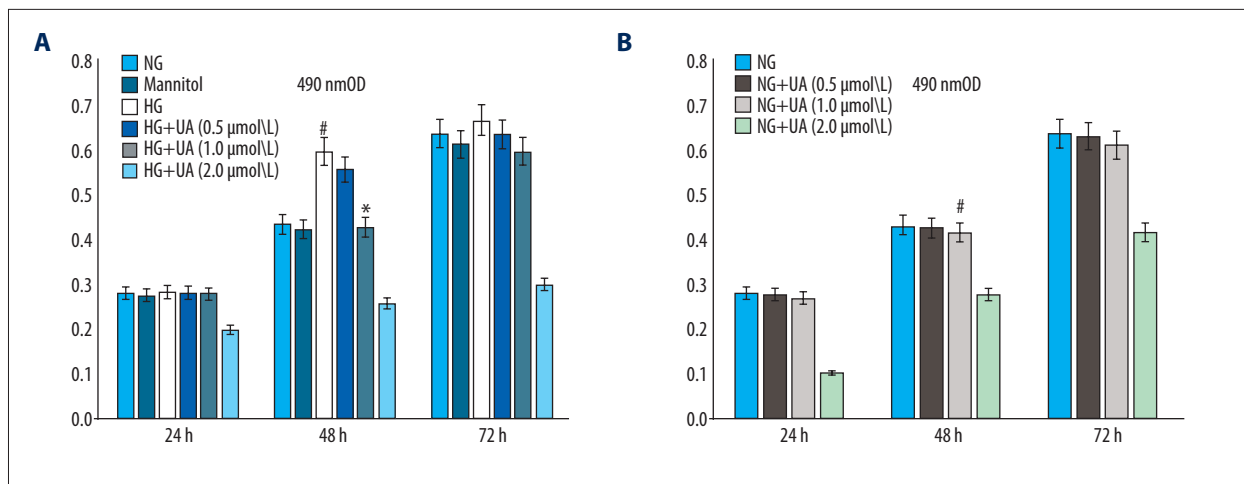 A
0.8
0.7
0.6
0.5
0.4
0.3
0.2
0.1
0.0
NG
Mannitol
HG
HG+UA (0.5 μmol\L)
HG+UA (1.0 μmol\L)
HG+UA (2.0 μmol\L)
490 nmOD
#
*
24 h
48 h
72 h
B
0.8
0.7
0.6
0.5
0.4
0.3
0.2
0.1
0.0
NG
NG+UA (0.5 μmol\L)
NG+UA (1.0 μmol\L)
NG+UA (2.0 μmol\L)
490 nmOD
#
24 h
48 h
72 h